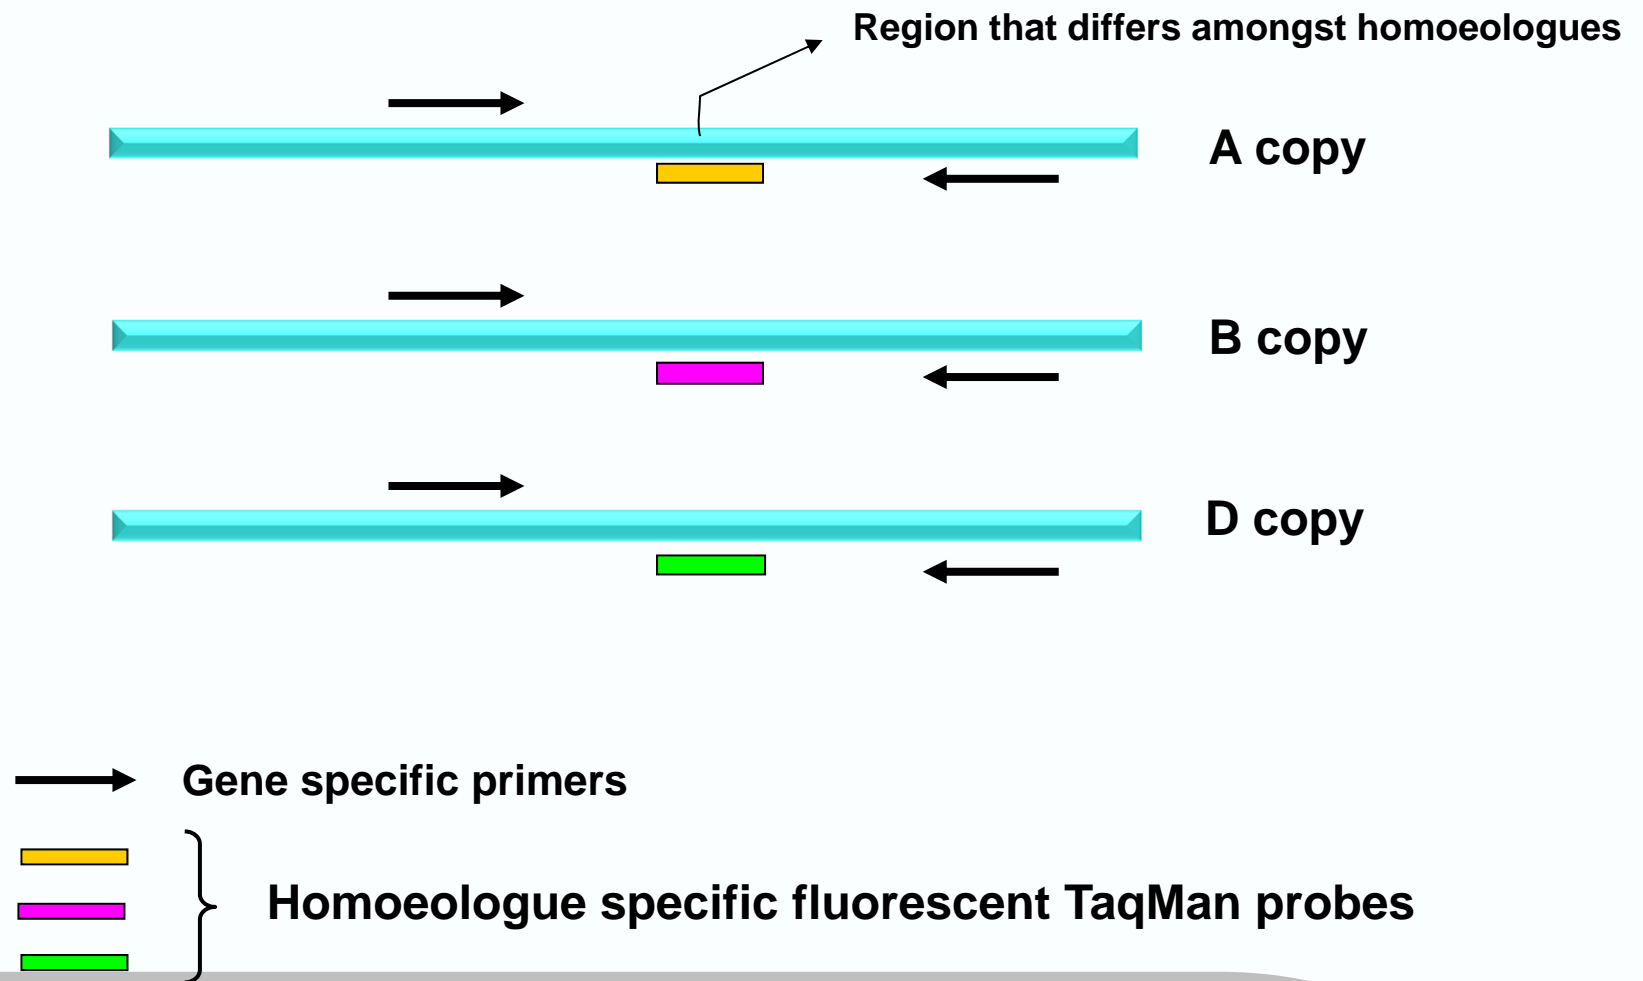 Region that differs amongst homoeologues
A copy
B copy
D copy
Gene specific primers
Homoeologue specific fluorescent TaqMan probes